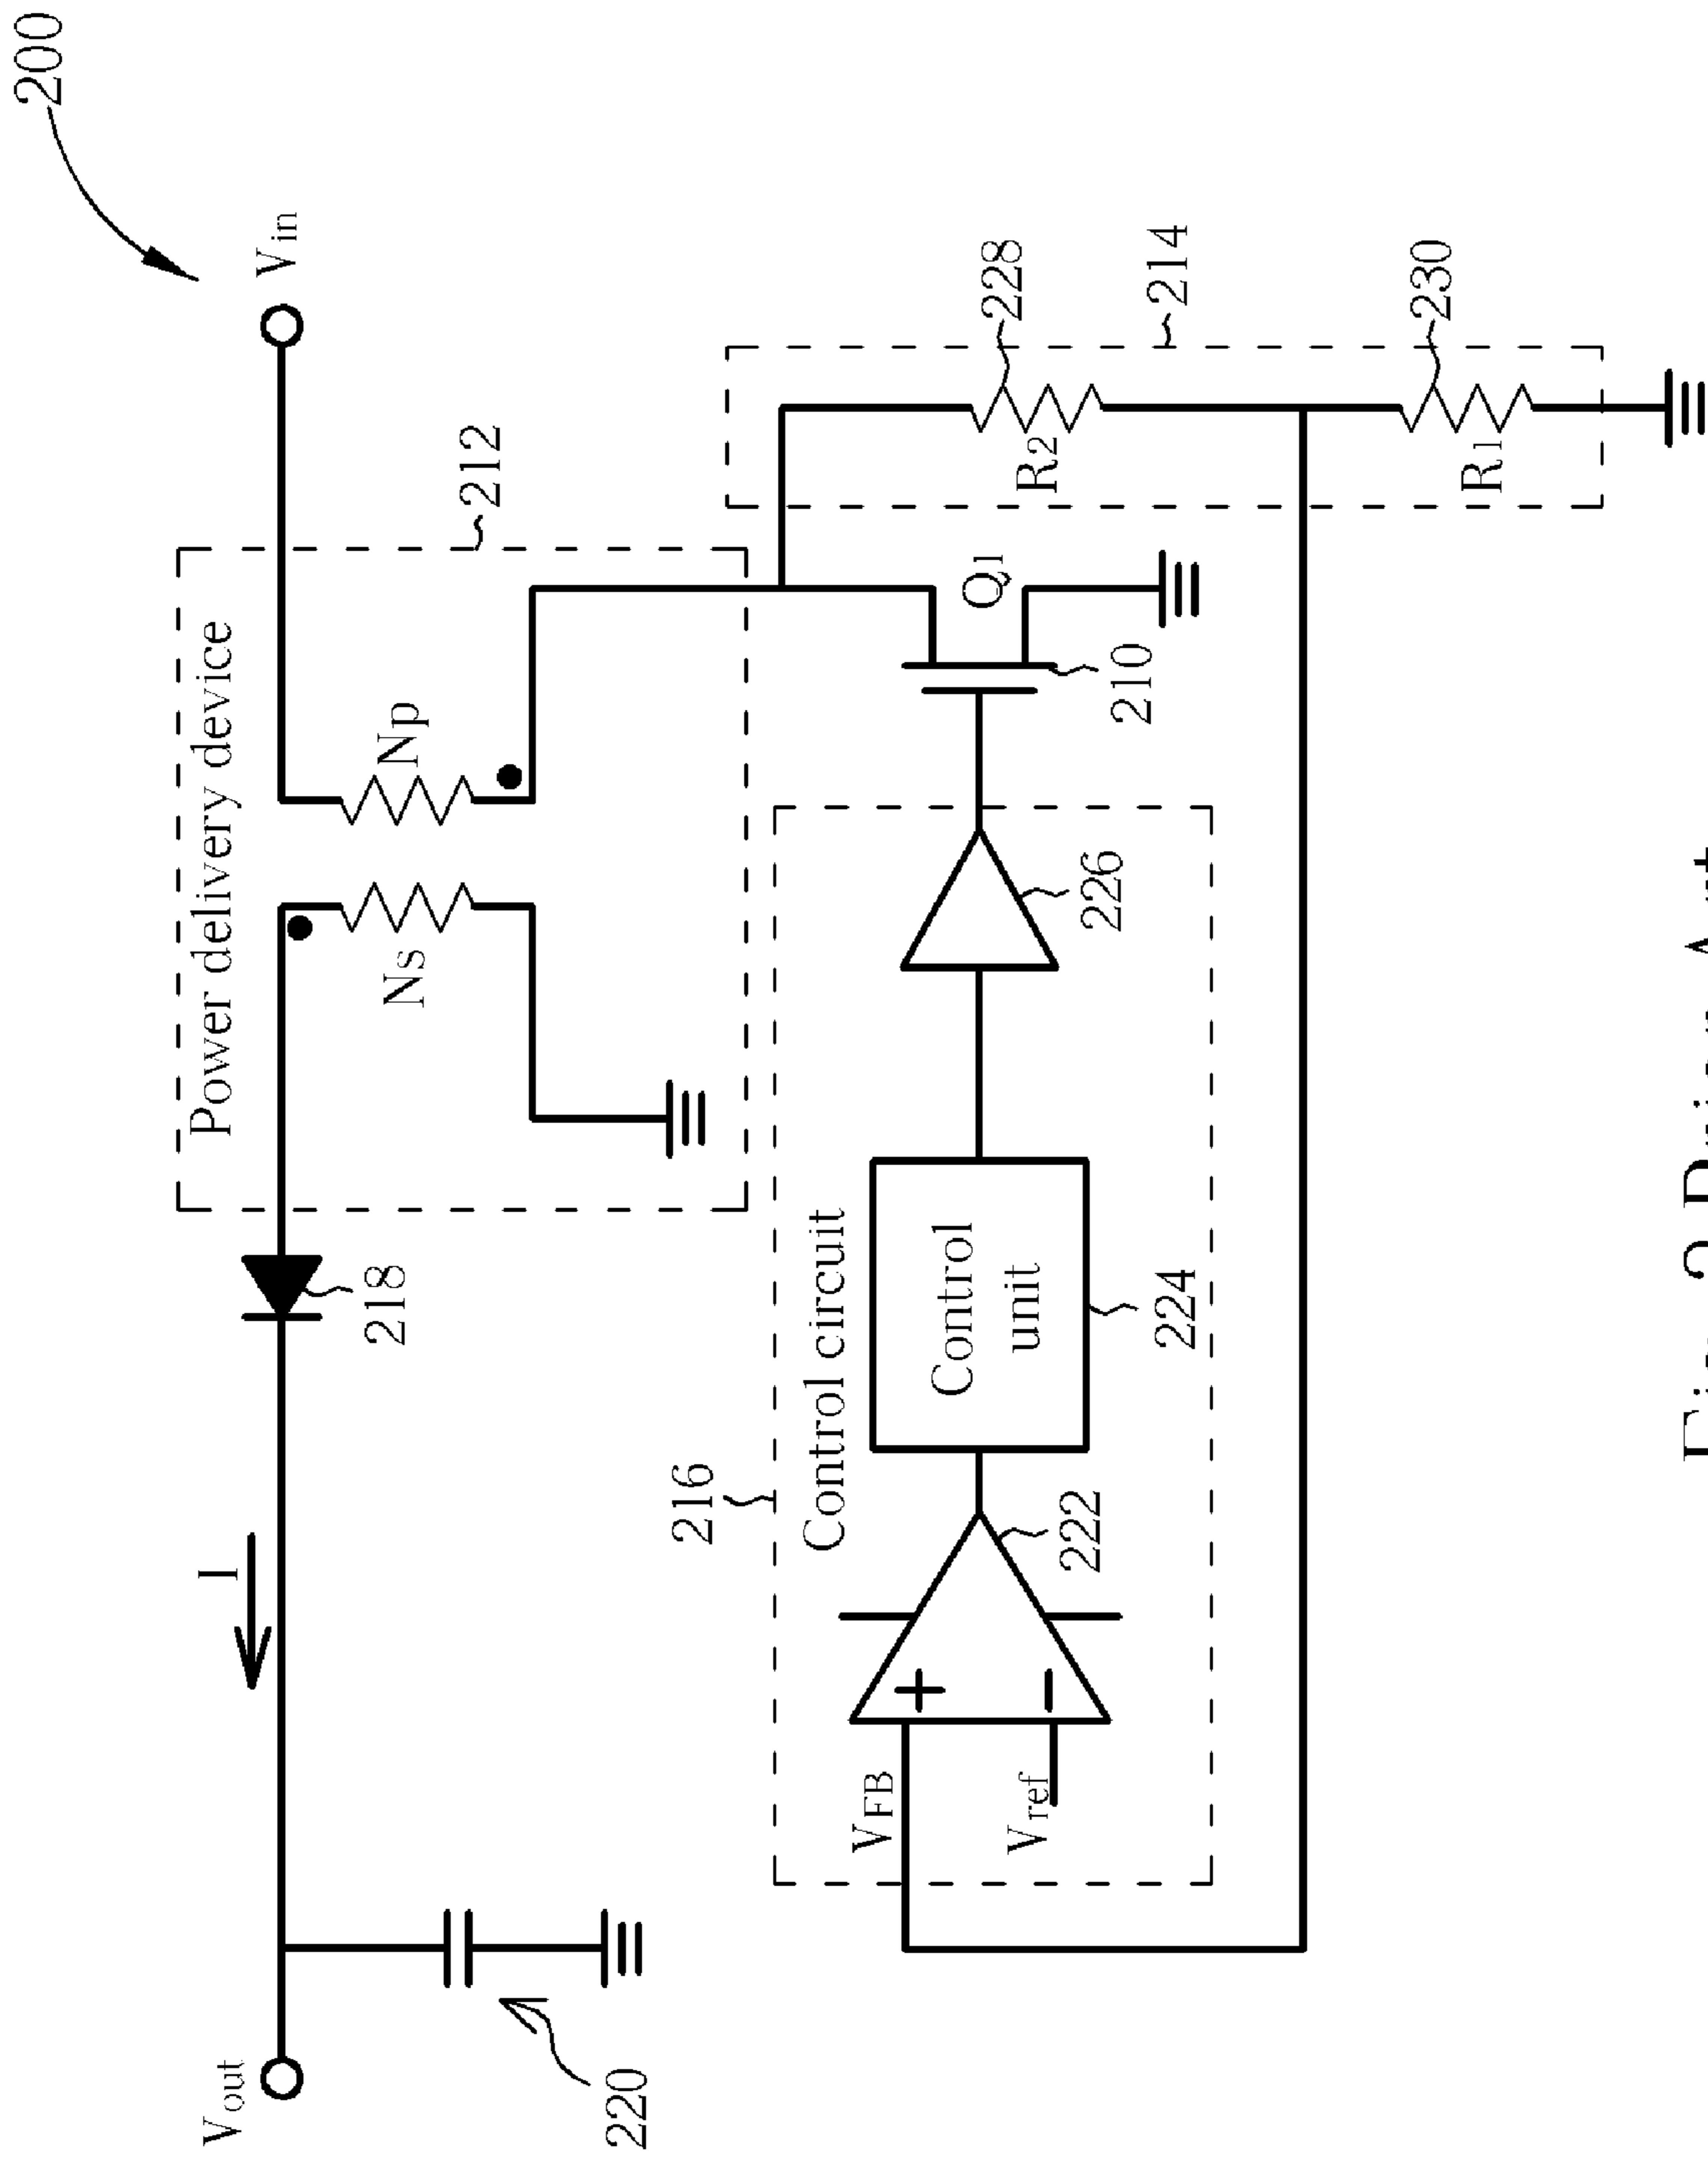 200
Vin
Vout
I
218
220
Power delivery device
212
Np
Ns
228
214
230
R2
R1
Q1
210
216
Control circuit
226
Control
unit
224
222
+
−
VFB
Vref